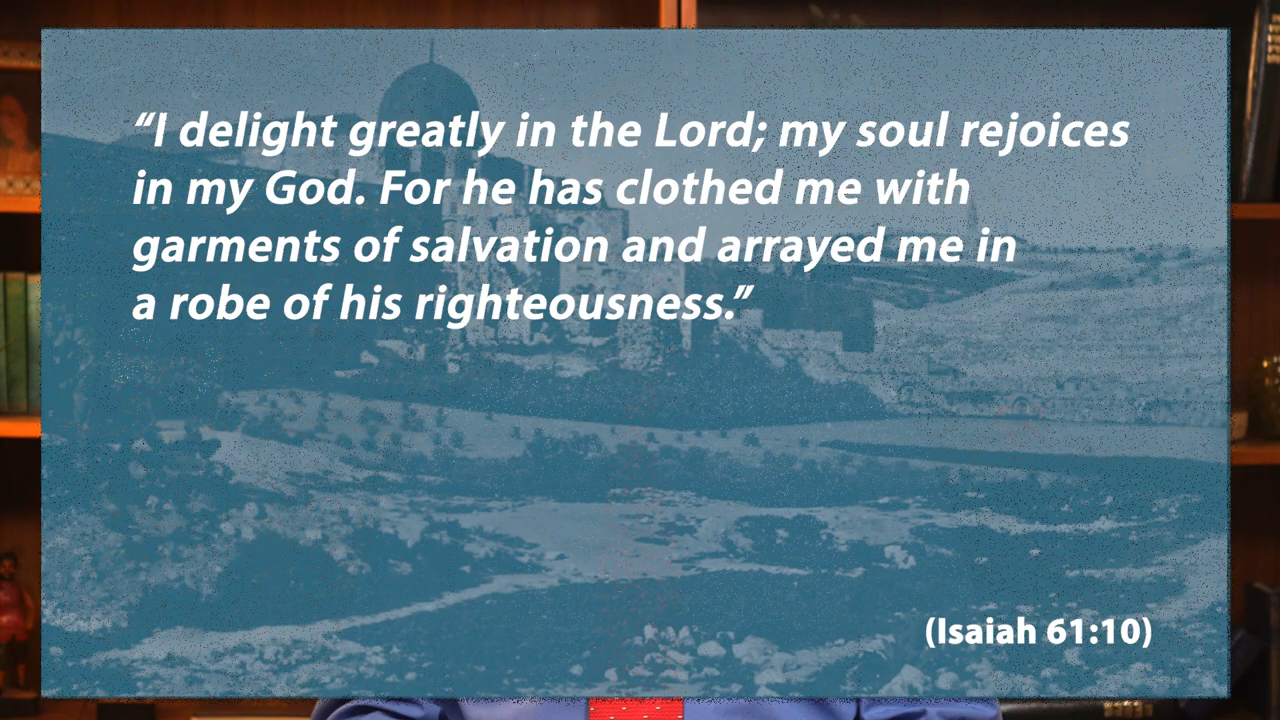 “I delight greatly in the Lord; my soul rejoices
in my God. For he has clothed me with
garments of salvation and arrayed me in
a robe of his righteousness.”
(Isaiah 61:10)